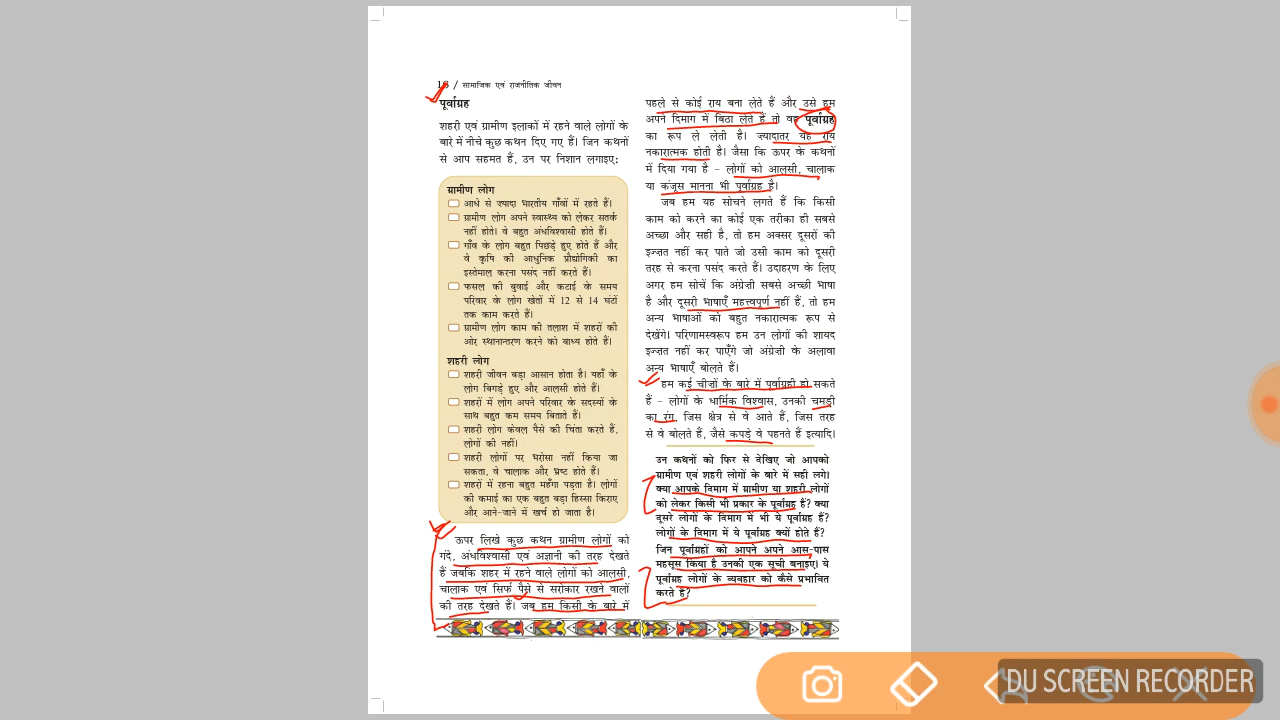 16 / सामाजिक एवं राजनीतिक जीवन
पूर्वाग्रह
शहरी एवं ग्रामीण इलाकों में रहने वाले लोगों के
बारे में नीचे कुछ कथन दिए गए हैं। जिन कथनों
से आप सहमत हैं, उन पर निशान लगाइए:
ग्रामीण लोग
आधे से ज़्यादा भारतीय गाँवों में रहते हैं।
ग्रामीण लोग अपने स्वास्थ्य को लेकर सतर्क
नहीं होते। वे बहुत अंधविश्वासी होते हैं।
गाँव के लोग बहुत पिछड़े हुए होते हैं और
वे कृषि की आधुनिक प्रौद्योगिकी का
इस्तेमाल करना पसंद नहीं करते हैं।
फसल की बुवाई और कटाई के समय
परिवार के लोग खेतों में 12 से 14 घंटों
तक काम करते हैं।
ग्रामीण लोग काम की तलाश में शहरों की
ओर स्थानान्तरण करने को बाध्य होते हैं।
शहरी लोग
शहरी जीवन बड़ा आसान होता है। यहाँ के
लोग बिगड़े हुए और आलसी होते हैं।
शहरों में लोग अपने परिवार के सदस्यों के
साथ बहुत कम समय बिताते हैं।
शहरी लोग केवल पैसे की चिंता करते हैं,
लोगों की नहीं।
शहरी लोगों पर भरोसा नहीं किया जा
सकता, वे चालाक और भ्रष्ट होते हैं।
शहरों में रहना बहुत महँगा पड़ता है। लोगों
की कमाई का एक बहुत बड़ा हिस्सा किराए
और आने-जाने में खर्च हो जाता है।
ऊपर लिखे कुछ कथन ग्रामीण लोगों को
गंदे, अंधविश्वासी एवं अज्ञानी की तरह देखते
हैं जबकि शहर में रहने वाले लोगों को आलसी,
चालाक एवं सिर्फ पैसे से सरोकार रखने वालों
की तरह देखते हैं। जब हम किसी के बारे में
पहले से कोई राय बना लेते हैं और उसे हम
अपने दिमाग में बिठा लेते हैं तो वह पूर्वाग्रह
का रूप ले लेती है। ज़्यादातर यह राय
नकारात्मक होती है। जैसा कि ऊपर के कथनों
में दिया गया है – लोगों को आलसी, चालाक
या कंजूस मानना भी पूर्वाग्रह है।
जब हम यह सोचने लगते हैं कि किसी
काम को करने का कोई एक तरीका ही सबसे
अच्छा और सही है, तो हम अक्सर दूसरों की
इज़्ज़त नहीं कर पाते जो उसी काम को दूसरी
तरह से करना पसंद करते हैं। उदाहरण के लिए
अगर हम सोचें कि अंग्रेज़ी सबसे अच्छी भाषा
है और दूसरी भाषाएँ महत्त्वपूर्ण नहीं हैं, तो हम
अन्य भाषाओं को बहुत नकारात्मक रूप से
देखेंगे। परिणामस्वरूप हम उन लोगों की शायद
इज़्ज़त नहीं कर पाएँगे जो अंग्रेज़ी के अलावा
अन्य भाषाएँ बोलते हैं।
हम कई चीज़ों के बारे में पूर्वाग्रही हो सकते
हैं – लोगों के धार्मिक विश्वास, उनकी चमड़ी
का रंग, जिस क्षेत्र से वे आते हैं, जिस तरह
से वे बोलते हैं, जैसे कपड़े वे पहनते हैं इत्यादि।
उन कथनों को फिर से देखिए जो आपको
ग्रामीण एवं शहरी लोगों के बारे में सही लगे।
क्या आपके दिमाग में ग्रामीण या शहरी लोगों
को लेकर किसी भी प्रकार के पूर्वाग्रह हैं? क्या
दूसरे लोगों के दिमाग में भी ये पूर्वाग्रह हैं?
लोगों के दिमाग में ये पूर्वाग्रह क्यों होते हैं?
जिन पूर्वाग्रहों को आपने अपने आस-पास
महसूस किया है उनकी एक सूची बनाइए। ये
पूर्वाग्रह लोगों के व्यवहार को कैसे प्रभावित
करते हैं?
DU SCREEN RECORDER